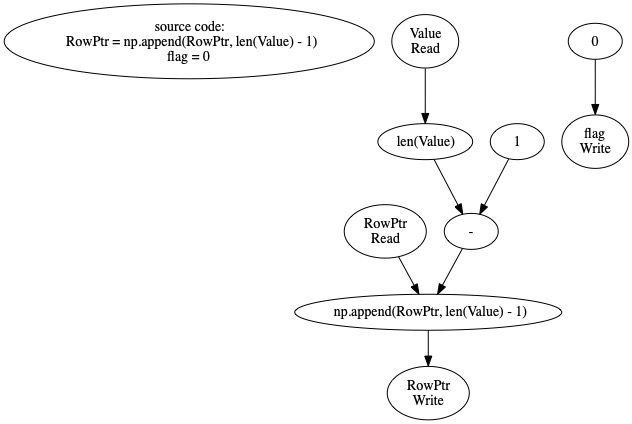 source code:
RowPtr = np.append(RowPtr, len(Value) - 1)
flag = 0
Value
Read
0
len(Value)
1
flag
Write
RowPtr
Read
-
np.append(RowPtr, len(Value) - 1)
RowPtr
Write